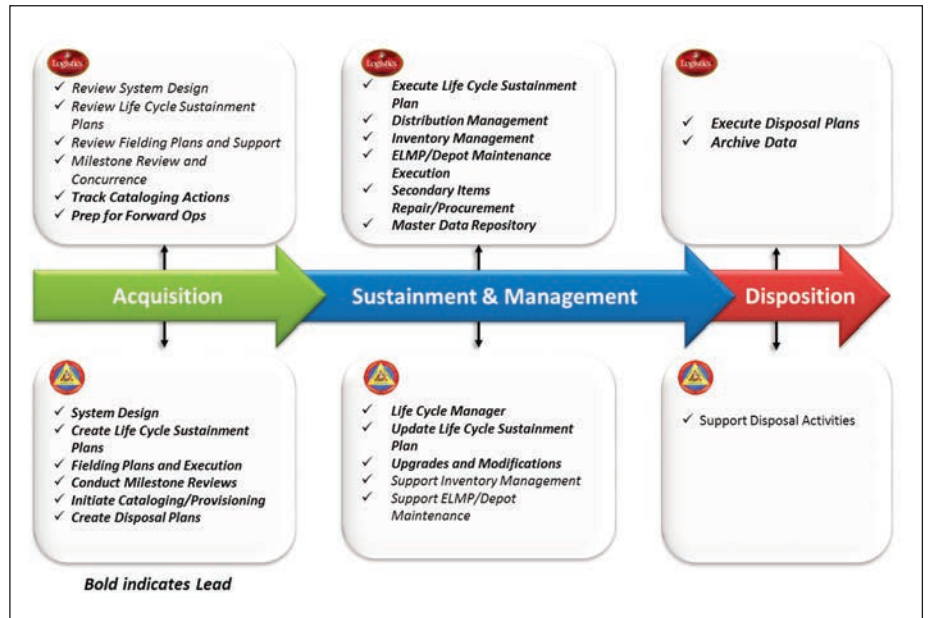 Logistics
✓ Review System Design
✓ Review Life Cycle Sustainment
Plans
✓ Review Fielding Plans and Support
✓ Milestone Review and
Concurrence
✓ Track Cataloging Actions
✓ Prep for Forward Ops
Logistics
✓ Execute Life Cycle Sustainment
Plan
✓ Distribution Management
✓ Inventory Management
✓ ELMP/Depot Maintenance
Execution
✓ Secondary Items
Repair/Procurement
✓ Master Data Repository
Logistics
✓ Execute Disposal Plans
✓ Archive Data
Acquisition
Sustainment & Management
Disposition
✓ System Design
✓ Create Life Cycle Sustainment
Plans
✓ Fielding Plans and Execution
✓ Conduct Milestone Reviews
✓ Initiate Cataloging/Provisioning
✓ Create Disposal Plans
✓ Life Cycle Manager
✓ Update Life Cycle Sustainment
Plan
✓ Upgrades and Modifications
✓ Support Inventory Management
✓ Support ELMP/Depot
Maintenance
✓ Support Disposal Activities
Bold indicates Lead